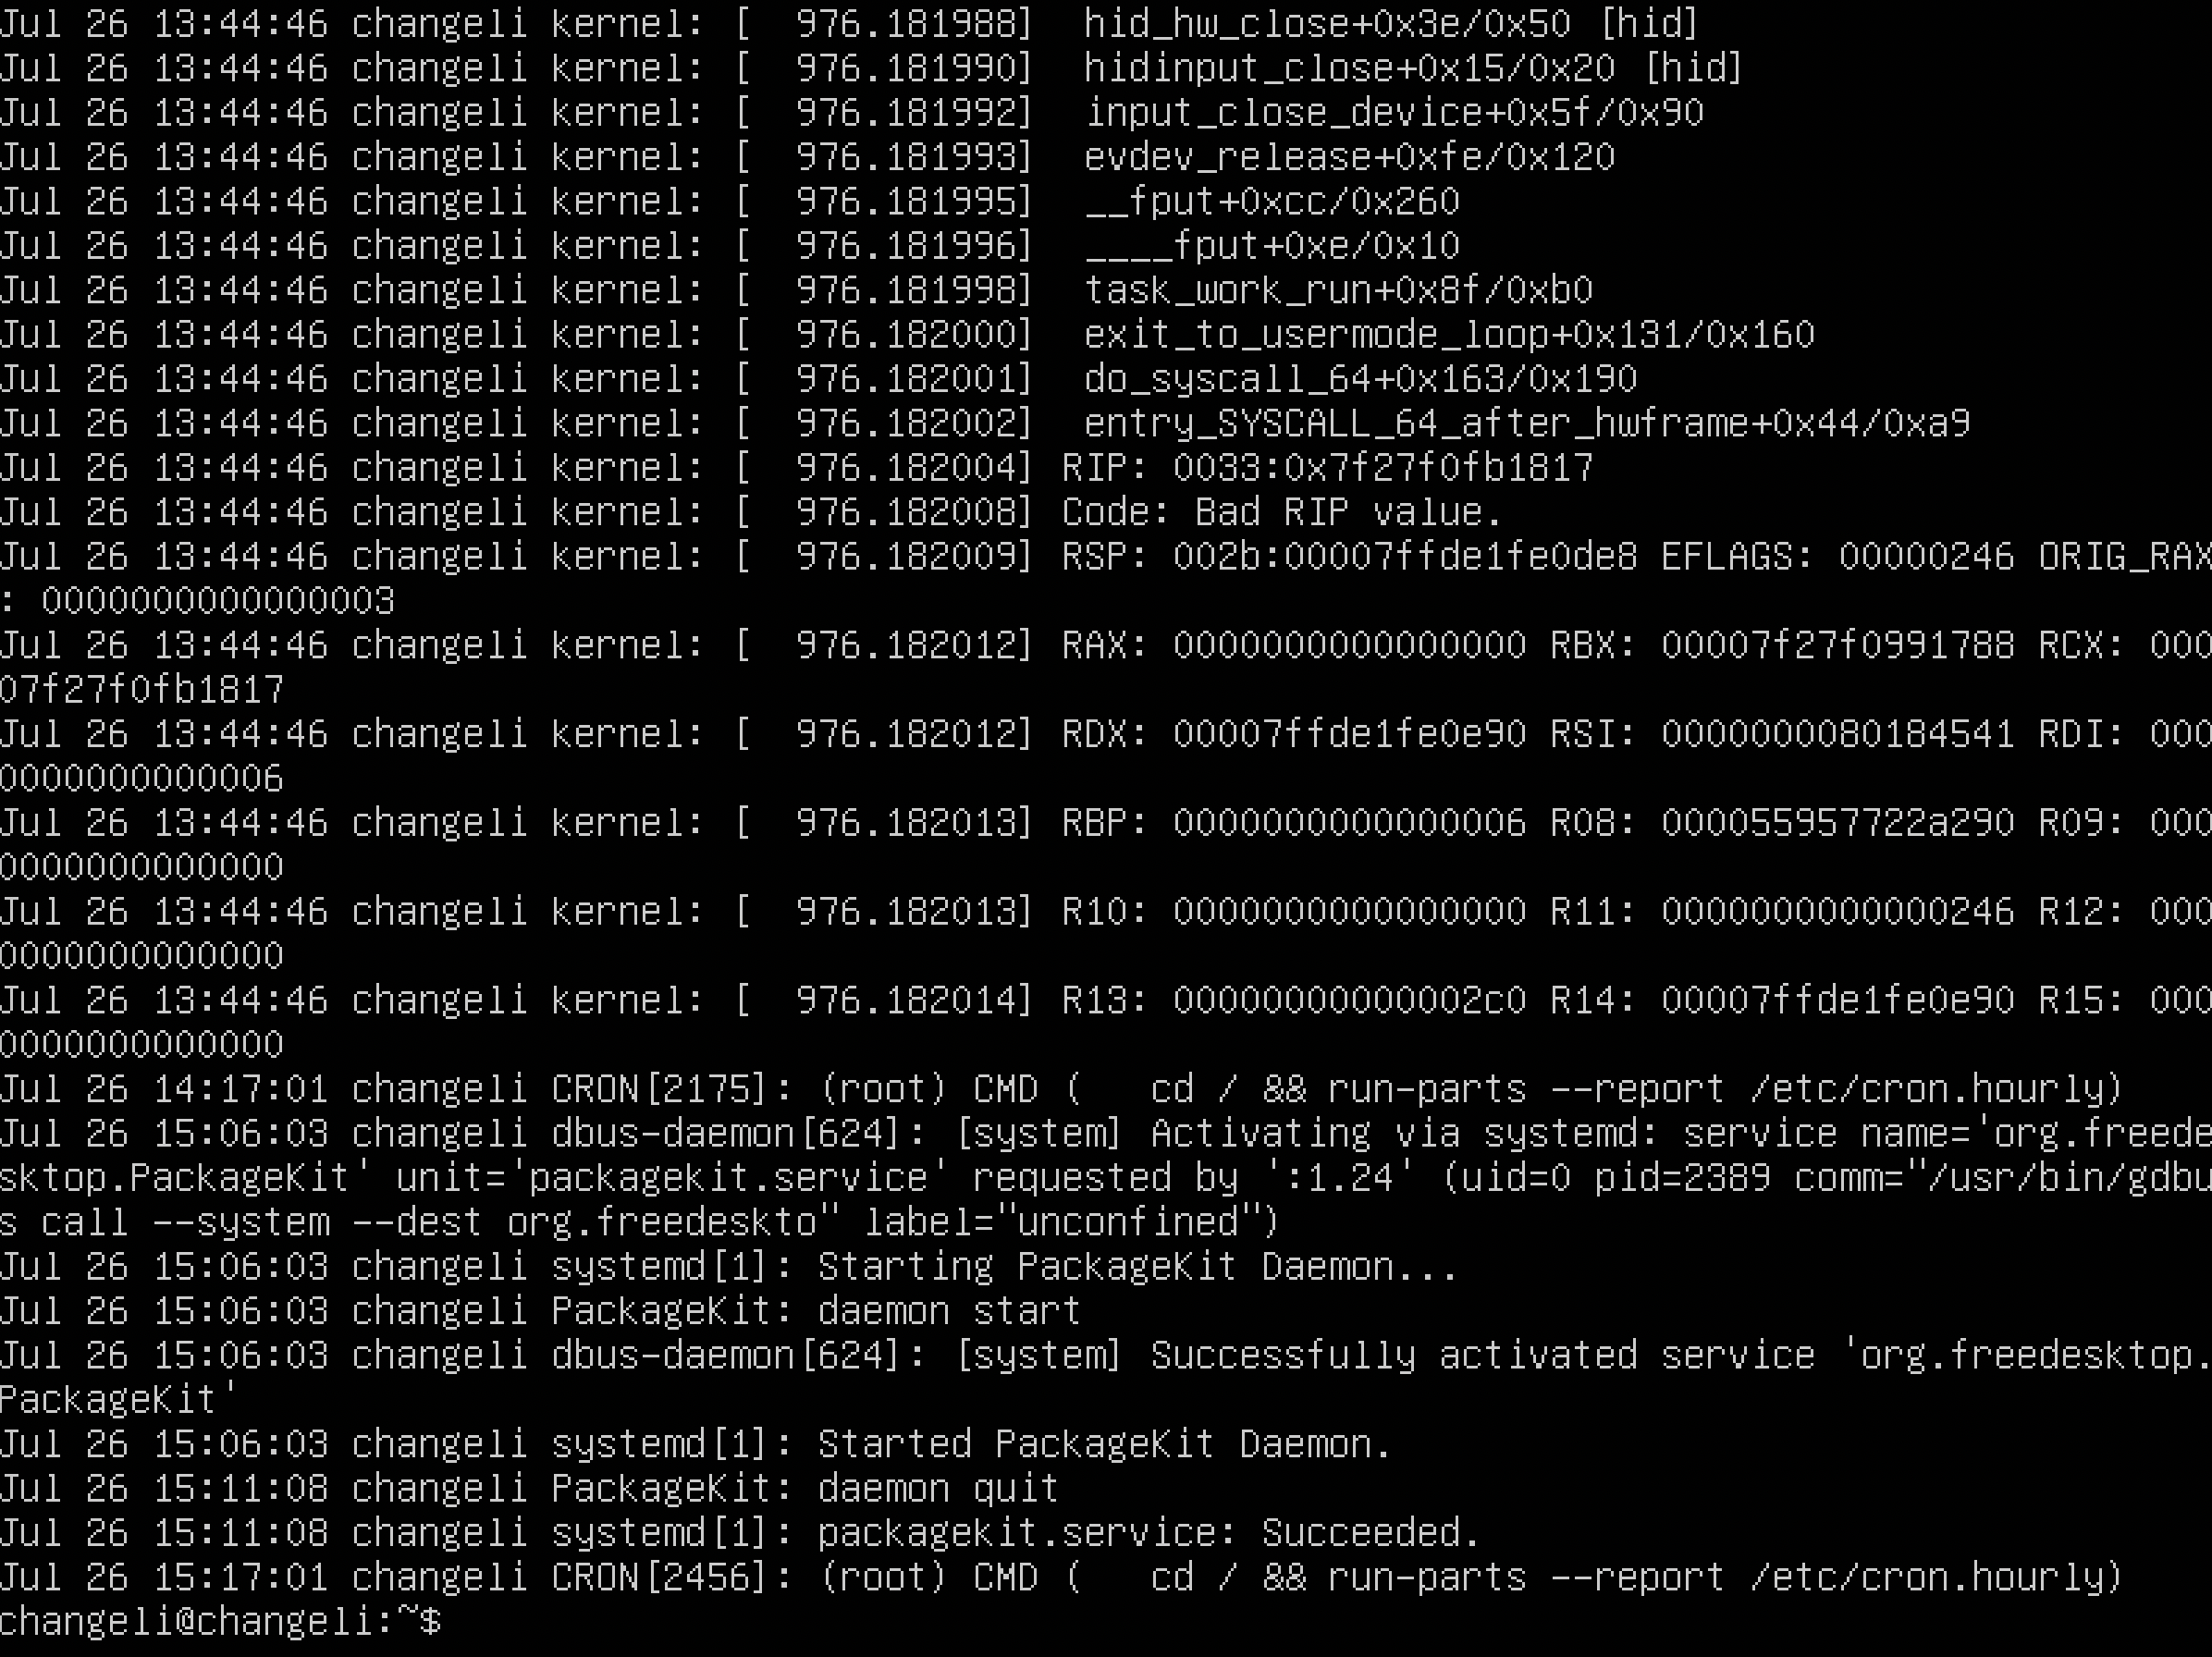 Jul 26 13:44:46 changeli kernel: [  976.181988]  hid_hw_close+0x3e/0x50 [hid]
Jul 26 13:44:46 changeli kernel: [  976.181990]  hidinput_close+0x15/0x20 [hid]
Jul 26 13:44:46 changeli kernel: [  976.181992]  input_close_device+0x5f/0x90
Jul 26 13:44:46 changeli kernel: [  976.181993]  evdev_release+0xfe/0x120
Jul 26 13:44:46 changeli kernel: [  976.181995]  __fput+0xcc/0x260
Jul 26 13:44:46 changeli kernel: [  976.181996]  ____fput+0xe/0x10
Jul 26 13:44:46 changeli kernel: [  976.181998]  task_work_run+0x8f/0xb0
Jul 26 13:44:46 changeli kernel: [  976.182000]  exit_to_usermode_loop+0x131/0x160
Jul 26 13:44:46 changeli kernel: [  976.182001]  do_syscall_64+0x163/0x190
Jul 26 13:44:46 changeli kernel: [  976.182002]  entry_SYSCALL_64_after_hwframe+0x44/0xa9
Jul 26 13:44:46 changeli kernel: [  976.182004] RIP: 0033:0x7f27f0fb1817
Jul 26 13:44:46 changeli kernel: [  976.182008] Code: Bad RIP value.
Jul 26 13:44:46 changeli kernel: [  976.182009] RSP: 002b:00007ffde1fe0de8 EFLAGS: 00000246 ORIG_RAX
: 0000000000000003
Jul 26 13:44:46 changeli kernel: [  976.182012] RAX: 0000000000000000 RBX: 00007f27f0991788 RCX: 000
07f27f0fb1817
Jul 26 13:44:46 changeli kernel: [  976.182012] RDX: 00007ffde1fe0e90 RSI: 0000000080184541 RDI: 000
0000000000006
Jul 26 13:44:46 changeli kernel: [  976.182013] RBP: 0000000000000006 R08: 000055957722a290 R09: 000
0000000000000
Jul 26 13:44:46 changeli kernel: [  976.182013] R10: 0000000000000000 R11: 0000000000000246 R12: 000
0000000000000
Jul 26 13:44:46 changeli kernel: [  976.182014] R13: 00000000000002c0 R14: 00007ffde1fe0e90 R15: 000
0000000000000
Jul 26 14:17:01 changeli CRON[2175]: (root) CMD (   cd / && run-parts --report /etc/cron.hourly)
Jul 26 15:06:03 changeli dbus-daemon[624]: [system] Activating via systemd: service name='org.freede
sktop.PackageKit' unit='packagekit.service' requested by ':1.24' (uid=0 pid=2389 comm="/usr/bin/gdbu
s call --system --dest org.freedeskto" label="unconfined")
Jul 26 15:06:03 changeli systemd[1]: Starting PackageKit Daemon...
Jul 26 15:06:03 changeli PackageKit: daemon start
Jul 26 15:06:03 changeli dbus-daemon[624]: [system] Successfully activated service 'org.freedesktop.
PackageKit'
Jul 26 15:06:03 changeli systemd[1]: Started PackageKit Daemon.
Jul 26 15:11:08 changeli PackageKit: daemon quit
Jul 26 15:11:08 changeli systemd[1]: packagekit.service: Succeeded.
Jul 26 15:17:01 changeli CRON[2456]: (root) CMD (   cd / && run-parts --report /etc/cron.hourly)
changeli@changeli:~$